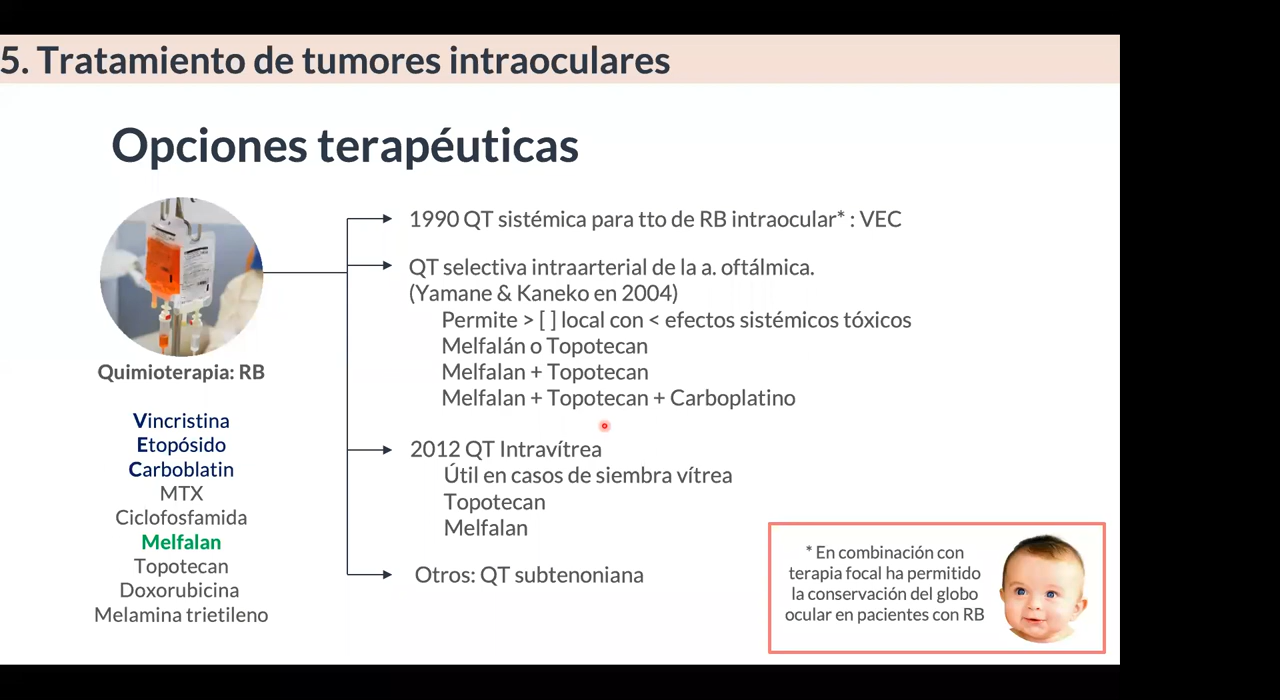 5. Tratamiento de tumores intraoculares
Opciones terapéuticas
Quimioterapia: RB
Vincristina
Etopósido
Carboblatin
MTX
Ciclofosfamida
Melfalan
Topotecan
Doxorubicina
Melamina trietileno
1990 QT sistémica para tto de RB intraocular* : VEC
QT selectiva intraarterial de la a. oftálmica.
(Yamane & Kaneko en 2004)
Permite > [ ] local con < efectos sistémicos tóxicos
Melfalán o Topotecan
Melfalan + Topotecan
Melfalan + Topotecan + Carboplatino
2012 QT Intravítrea
Útil en casos de siembra vítrea
Topotecan
Melfalan
Otros: QT subtenoniana
* En combinación con
terapia focal ha permitido
la conservación del globo
ocular en pacientes con RB